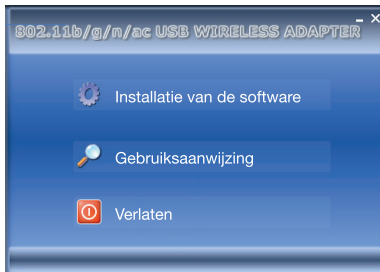 802.11b/g/n/ac USB WIRELESS ADAPTER
Installatie van de software
Gebruiksaanwijzing
Verlaten